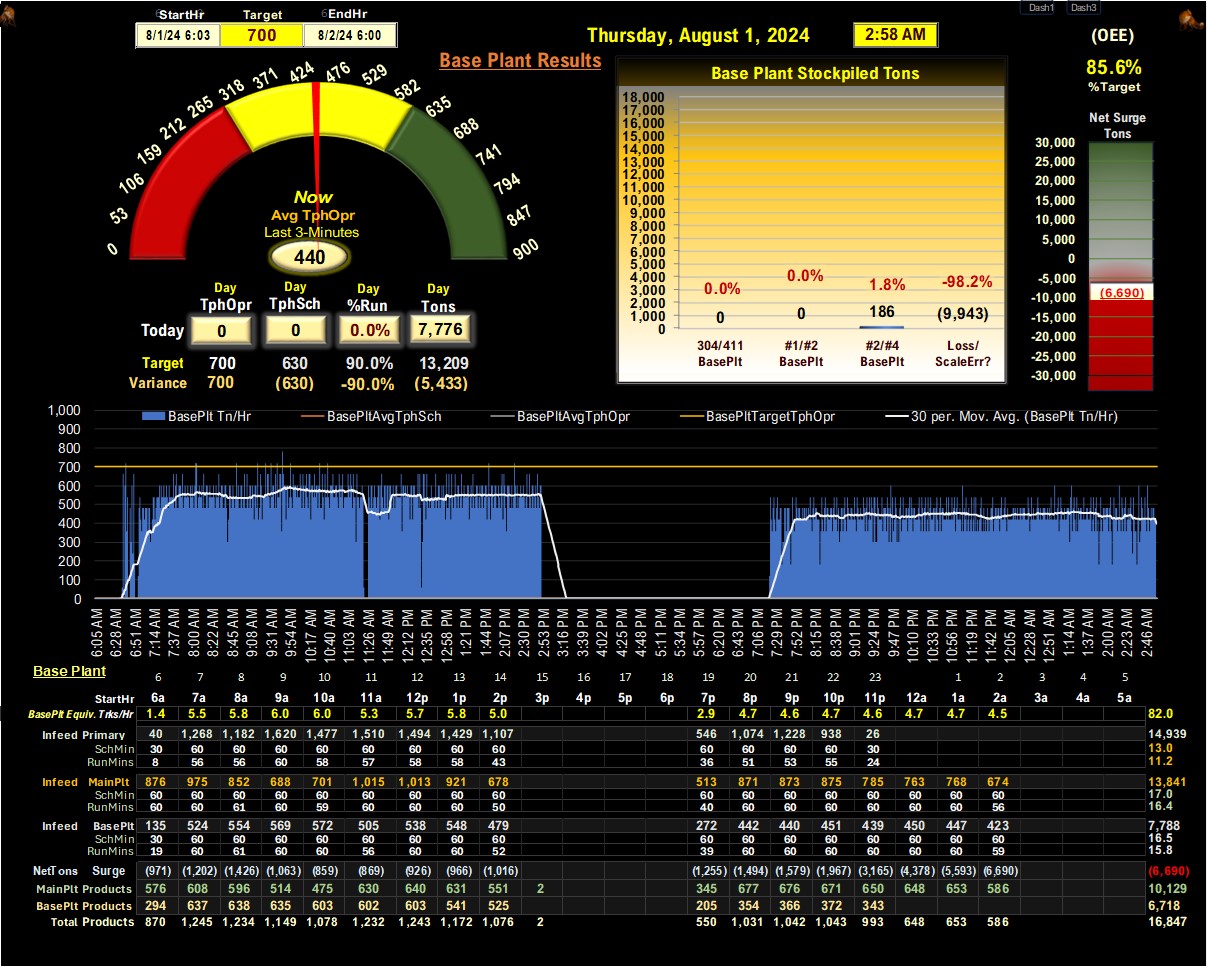 Dash1 Dash3
StartHr Target EndHr
8/1/24 6:03 700 8/2/24 6:00
Thursday, August 1, 2024 2:58 AM
(OEE)
85.6%
%Target
Base Plant Results
0 53 106 159 212 265 318 371 424 476 529 582 635 688 741 794 847 900
Now
Avg TphOpr
Last 3-Minutes
440
Day Day Day Day
TphOpr TphSch %Run Tons
Today 0 0 0.0% 7,776
Target 700 630 90.0% 13,209
Variance 700 (630) -90.0% (5,433)
Base Plant Stockpiled Tons
18,000
17,000
16,000
15,000
14,000
13,000
12,000
11,000
10,000
9,000
8,000
7,000
6,000
5,000
4,000
3,000
2,000
1,000
0
0.0% 0.0% 1.8% -98.2%
0 0 186 (9,943)
304/411 #1/#2 #2/#4 Loss/
BasePlt BasePlt BasePlt ScaleErr?
Net Surge
Tons
30,000
25,000
20,000
15,000
10,000
5,000
0
-5,000
-10,000
-15,000
-20,000
-25,000
-30,000
(6,690)
BasePlt Tn/Hr BasePltAvgTphSch BasePltAvgTphOpr BasePltTargetTphOpr 30 per. Mov. Avg. (BasePlt Tn/Hr)
1,000
900
800
700
600
500
400
300
200
100
0
6:05 AM 6:28 AM 6:51 AM 7:14 AM 7:37 AM 8:00 AM 8:22 AM 8:45 AM 9:08 AM 9:31 AM 9:54 AM 10:17 AM 10:40 AM 11:03 AM 11:26 AM 11:49 AM 12:12 PM 12:35 PM 12:58 PM 1:21 PM 1:44 PM 2:07 PM 2:30 PM 2:53 PM 3:16 PM 3:39 PM 4:02 PM 4:25 PM 4:48 PM 5:11 PM 5:34 PM 5:57 PM 6:20 PM 6:43 PM 7:06 PM 7:29 PM 7:52 PM 8:15 PM 8:38 PM 9:01 PM 9:24 PM 9:47 PM 10:10 PM 10:33 PM 10:56 PM 11:19 PM 11:42 PM 12:05 AM 12:28 AM 12:51 AM 1:14 AM 1:37 AM 2:00 AM 2:23 AM 2:46 AM
Base Plant
6 7 8 9 10 11 12 13 14 15 16 17 18 19 20 21 22 23 1 2 3 4 5
StartHr 6a 7a 8a 9a 10a 11a 12p 1p 2p 3p 4p 5p 6p 7p 8p 9p 10p 11p 12a 1a 2a 3a 4a 5a
BasePlt Equiv. Trks/Hr 1.4 5.5 5.8 6.0 6.0 5.3 5.7 5.8 5.0 2.9 4.7 4.6 4.7 4.6 4.7 4.7 4.5 82.0
Infeed Primary 40 1,268 1,182 1,620 1,477 1,510 1,494 1,429 1,107 546 1,074 1,228 938 26 14,939
SchMin 30 60 60 60 60 60 60 60 60 60 60 60 60 30 13.0
RunMins 8 56 56 60 58 57 58 58 43 36 51 53 55 24 11.2
Infeed MainPlt 876 975 852 688 701 1,015 1,013 921 678 513 871 873 875 785 763 768 674 13,841
SchMin 60 60 60 60 60 60 60 60 60 60 60 60 60 60 60 60 60 17.0
RunMins 60 60 61 60 59 60 60 60 50 40 60 60 60 60 60 60 56 16.4
Infeed BasePlt 135 524 554 569 572 505 538 548 479 272 442 440 451 439 450 447 423 7,788
SchMin 30 60 60 60 60 60 60 60 60 60 60 60 60 60 60 60 60 16.5
RunMins 19 60 61 60 60 56 60 60 52 39 60 60 60 60 60 60 59 15.8
NetTons Surge (971) (1,202) (1,426) (1,063) (859) (869) (926) (966) (1,016) (1,255) (1,494) (1,579) (1,967) (3,165) (4,378) (5,593) (6,690) (6,690)
MainPlt Products 576 608 596 514 475 630 640 631 551 2 345 677 676 671 650 648 653 586 10,129
BasePlt Products 294 637 638 635 603 602 603 541 525 205 354 366 372 343 6,718
Total Products 870 1,245 1,234 1,149 1,078 1,232 1,243 1,172 1,076 2 550 1,031 1,042 1,043 993 648 653 586 16,847